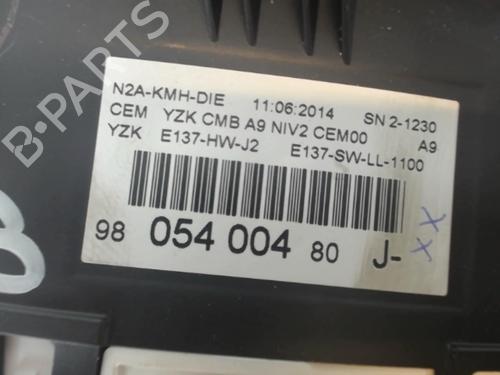 N2A-KMH-DIE 11:06:2014 SN 2-1230
CEM YZK CMB A9 NIV2 CEM00 A9
YZK E137-HW-J2 E137-SW-LL-1100
98 054 004 80 J- XX
B-PARTS